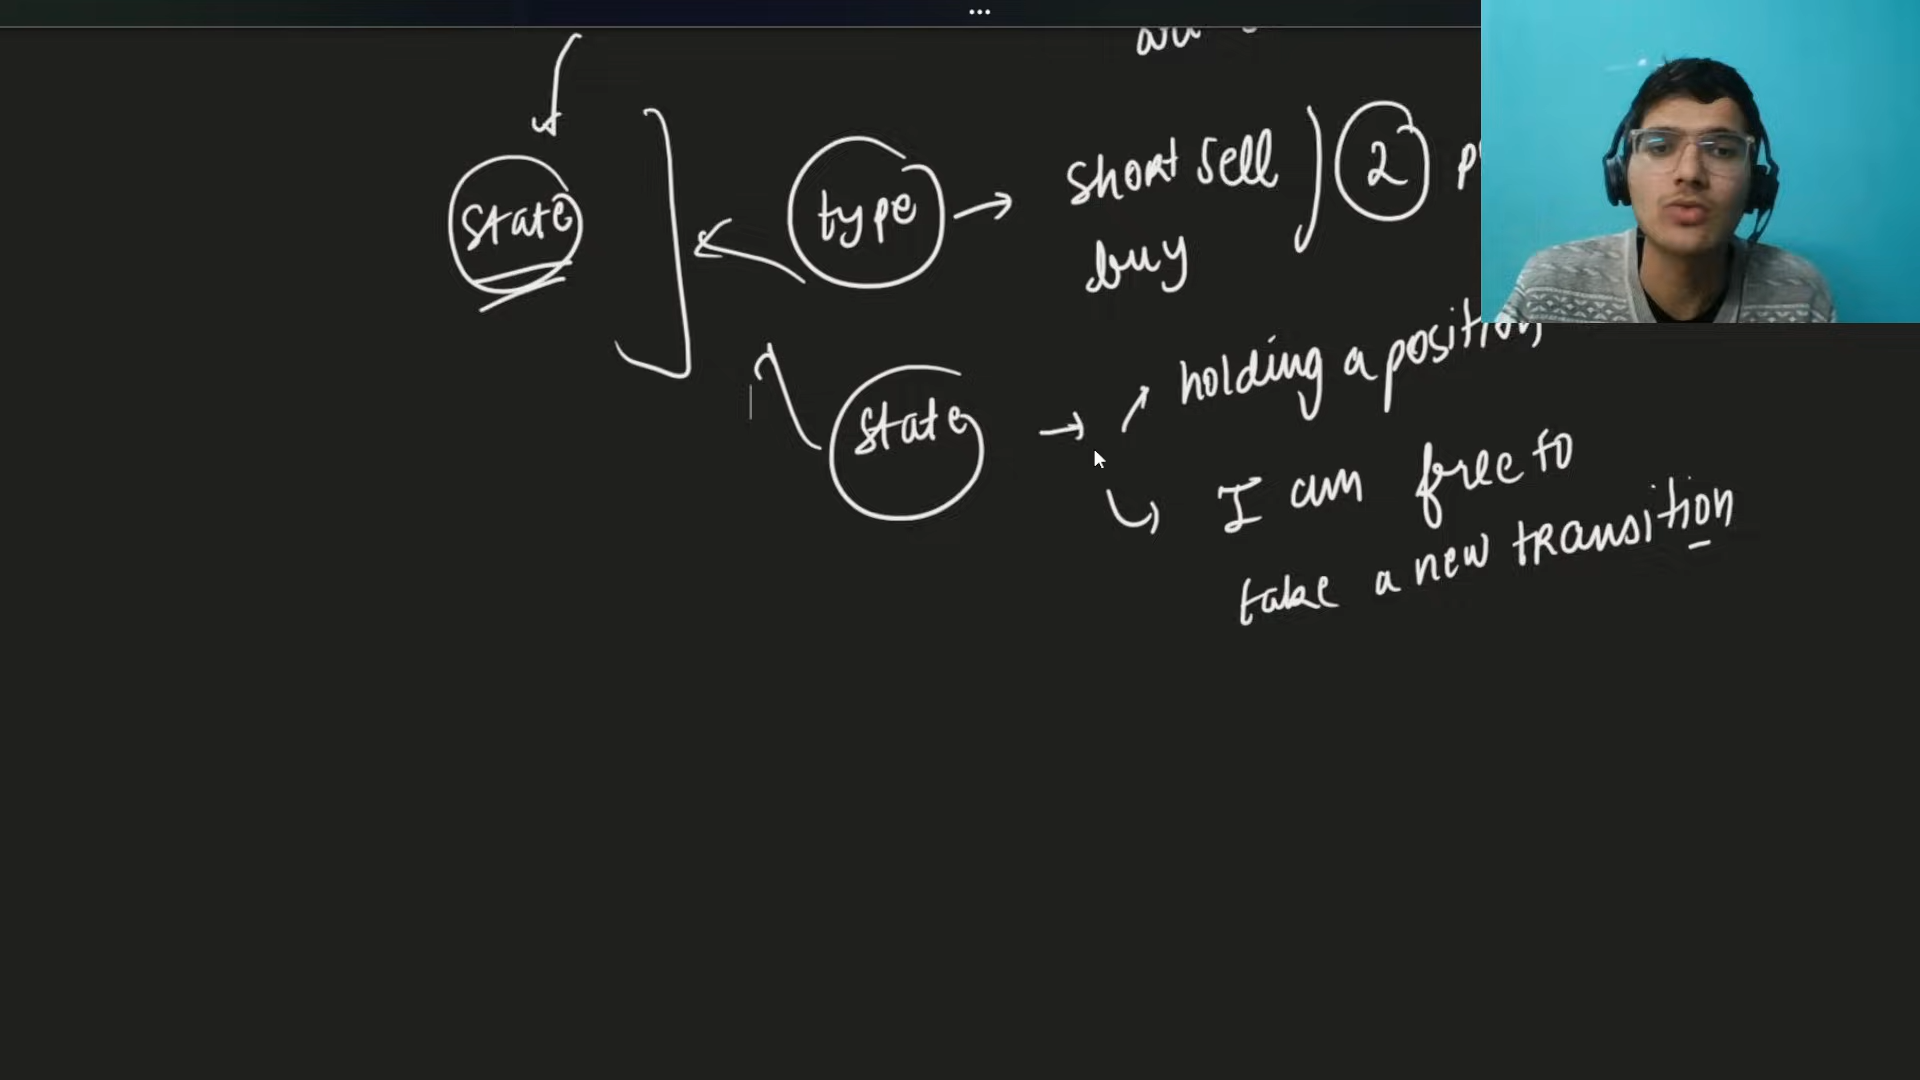 state
type → short sell
2
buy
holding a position
state →
I am free to
take a new transition